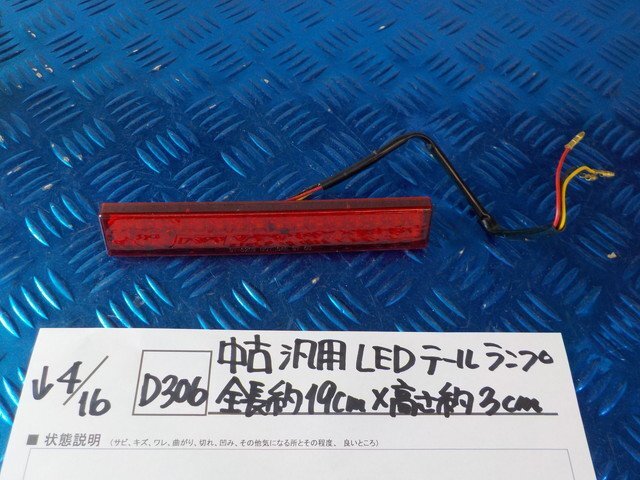 ↓4/16 D306 中古 汎用 LEDテールランプ
全長約19cm×高さ約3cm
■ 状態説明 (サビ、キズ、ワレ、曲がり、切れ、凹み、その他気になる所とその程度、良いところ)